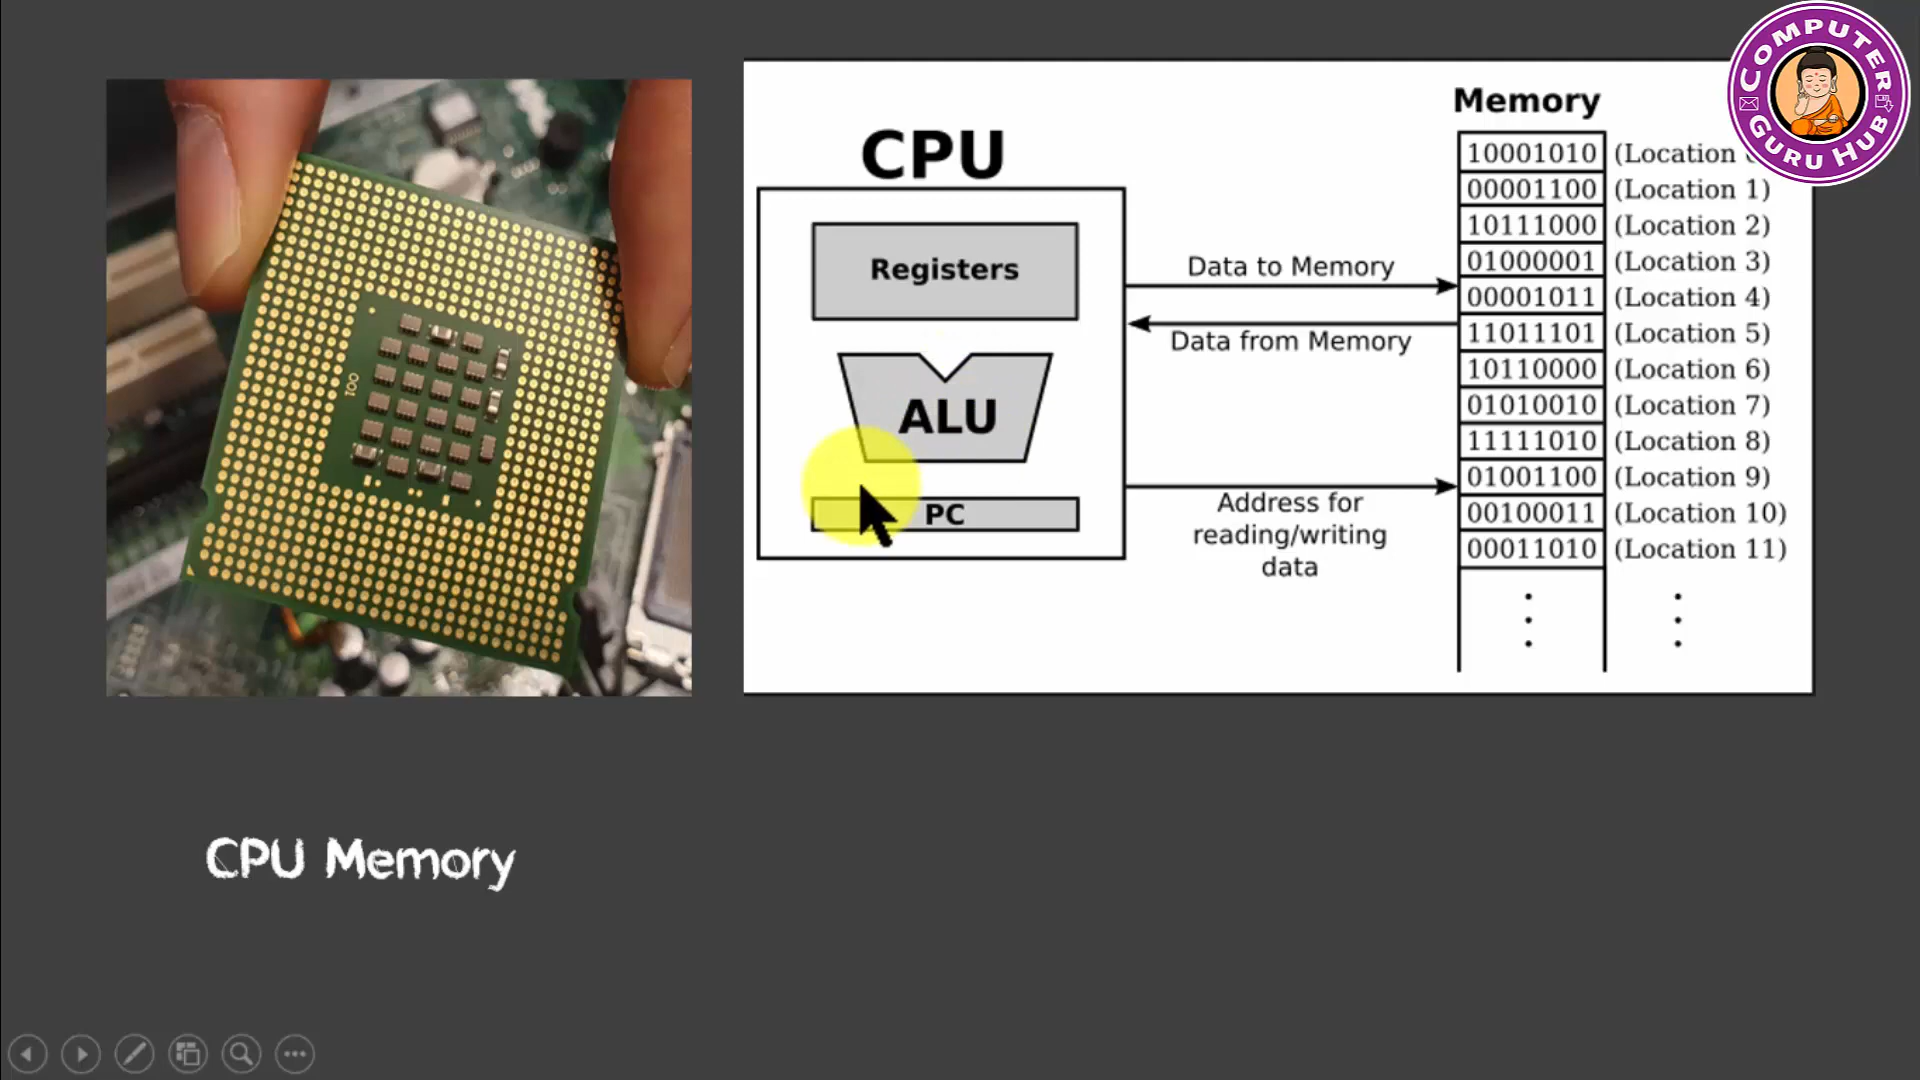 COMPUTER
GURU HUB
Memory
CPU
10001010 (Location
00001100 (Location 1)
10111000 (Location 2)
01000001 (Location 3)
00001011 (Location 4)
11011101 (Location 5)
10110000 (Location 6)
01010010 (Location 7)
11111010 (Location 8)
01001100 (Location 9)
00100011 (Location 10)
00011010 (Location 11)
Registers
ALU
PC
Data to Memory
Data from Memory
Address for
reading/writing
data
CPU Memory